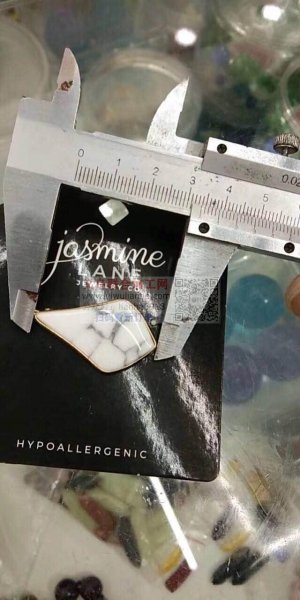 0 1 2 3 4 5
0.02
jasmine
LANE
JEWELRY CO.
HYPOALLERGENIC